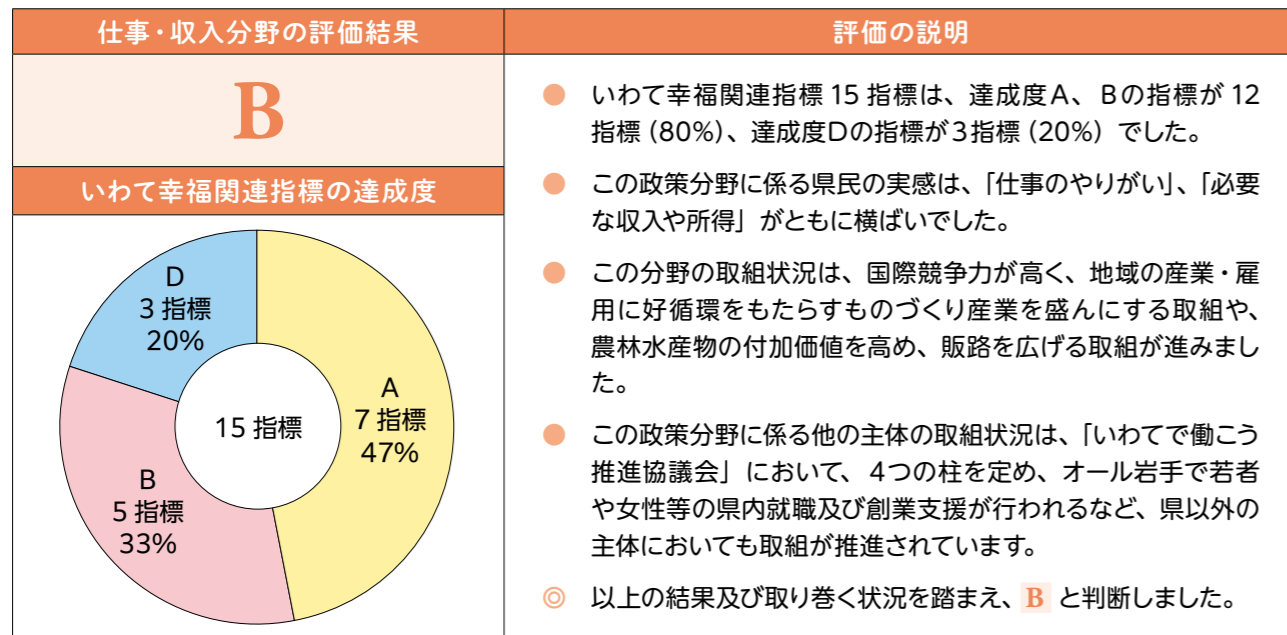 仕事・収入分野の評価結果
B
いわて幸福関連指標の達成度
D
3 指標
20%
A
7 指標
47%
15 指標
B
5 指標
33%
評価の説明
● いわて幸福関連指標 15 指標は、達成度A、Bの指標が 12
指標（80%）、達成度Dの指標が３指標（20%）でした。
● この政策分野に係る県民の実感は、「仕事のやりがい」、「必要
な収入や所得」がともに横ばいでした。
● この分野の取組状況は、国際競争力が高く、地域の産業・雇
用に好循環をもたらすものづくり産業を盛んにする取組や、
農林水産物の付加価値を高め、販路を広げる取組が進みまし
た。
● この政策分野に係る他の主体の取組状況は、「いわてで働こう
推進協議会」において、４つの柱を定め、オール岩手で若者
や女性等の県内就職及び創業支援が行われるなど、県以外の
主体においても取組が推進されています。
◎ 以上の結果及び取り巻く状況を踏まえ、 B と判断しました。